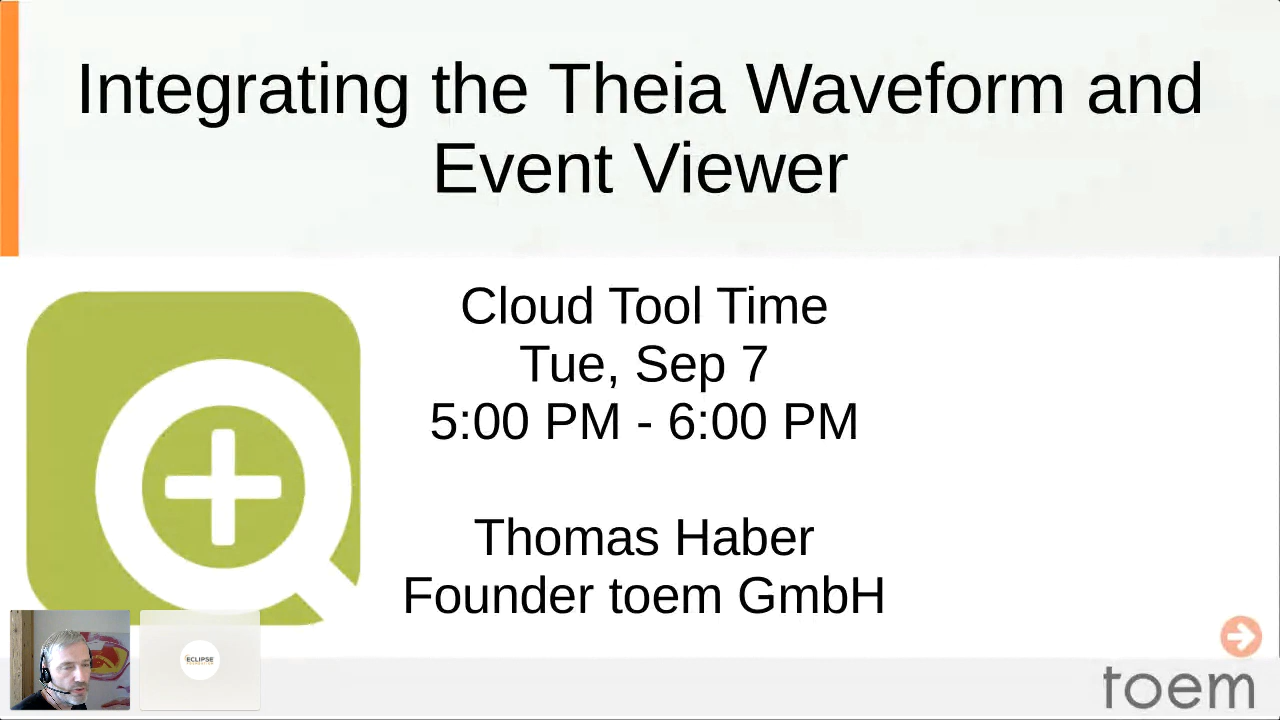 Integrating the Theia Waveform and
Event Viewer
Cloud Tool Time
Tue, Sep 7
5:00 PM - 6:00 PM
Thomas Haber
Founder toem GmbH
ECLIPSE
toem